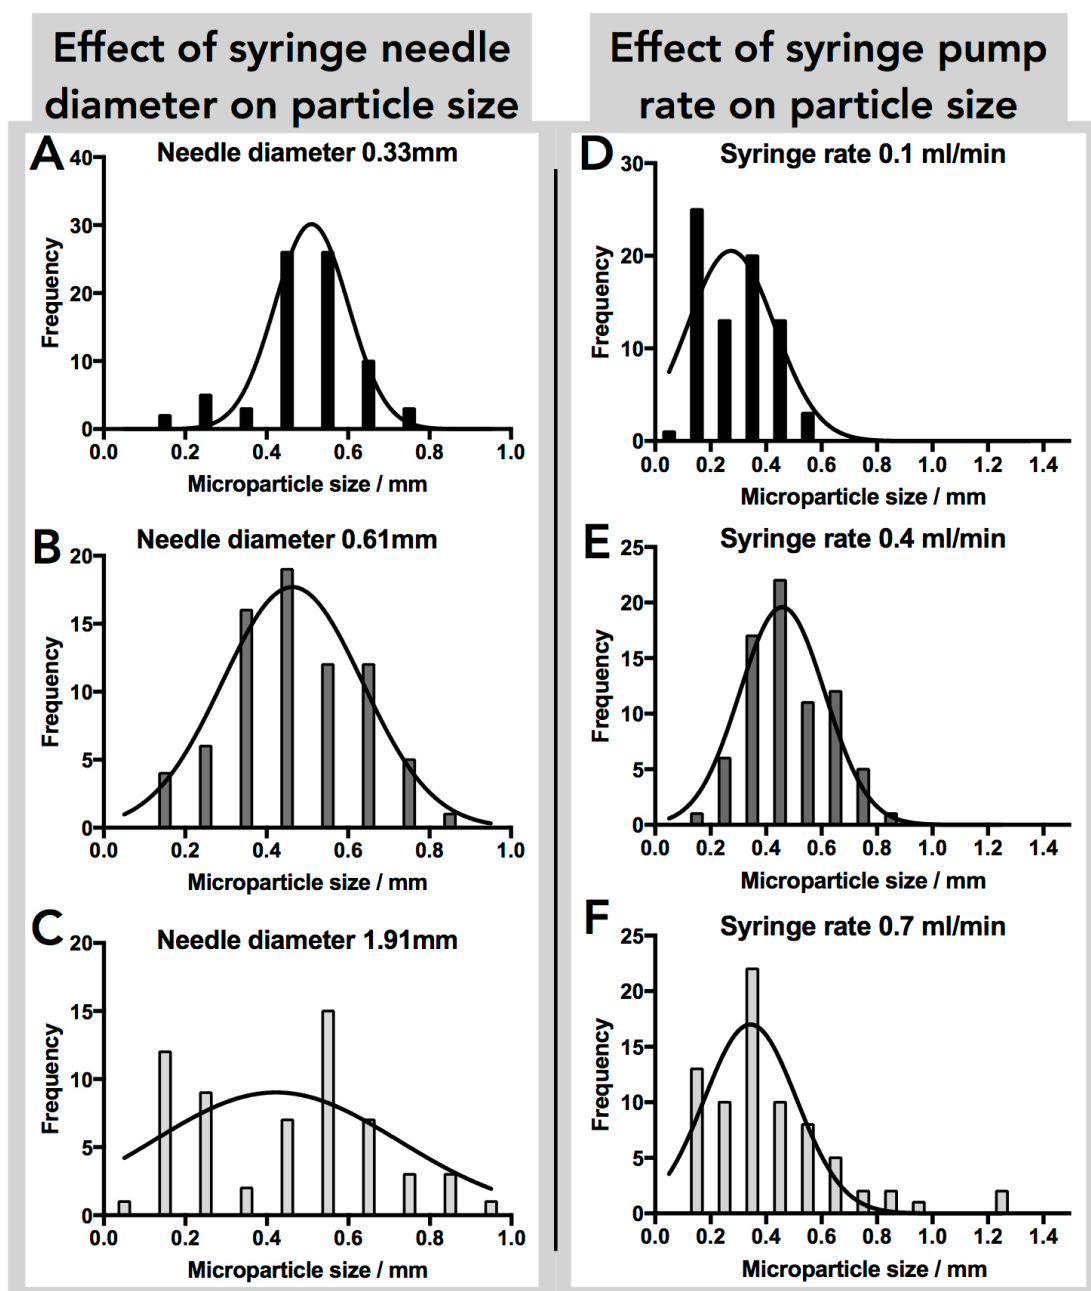 Effect of syringe needle
diameter on particle size
A
Needle diameter 0.33mm
40
30
20
10
0
Frequency
0.0 0.2 0.4 0.6 0.8 1.0
Microparticle size / mm
B
Needle diameter 0.61mm
20
15
10
5
0
Frequency
0.0 0.2 0.4 0.6 0.8 1.0
Microparticle size / mm
C
Needle diameter 1.91mm
20
15
10
5
0
Frequency
0.0 0.2 0.4 0.6 0.8 1.0
Microparticle size / mm
Effect of syringe pump
rate on particle size
D
Syringe rate 0.1 ml/min
30
20
10
0
Frequency
0.0 0.2 0.4 0.6 0.8 1.0 1.2 1.4
Microparticle size / mm
E
Syringe rate 0.4 ml/min
25
20
15
10
5
0
Frequency
0.0 0.2 0.4 0.6 0.8 1.0 1.2 1.4
Microparticle size / mm
F
Syringe rate 0.7 ml/min
25
20
15
10
5
0
Frequency
0.0 0.2 0.4 0.6 0.8 1.0 1.2 1.4
Microparticle size / mm